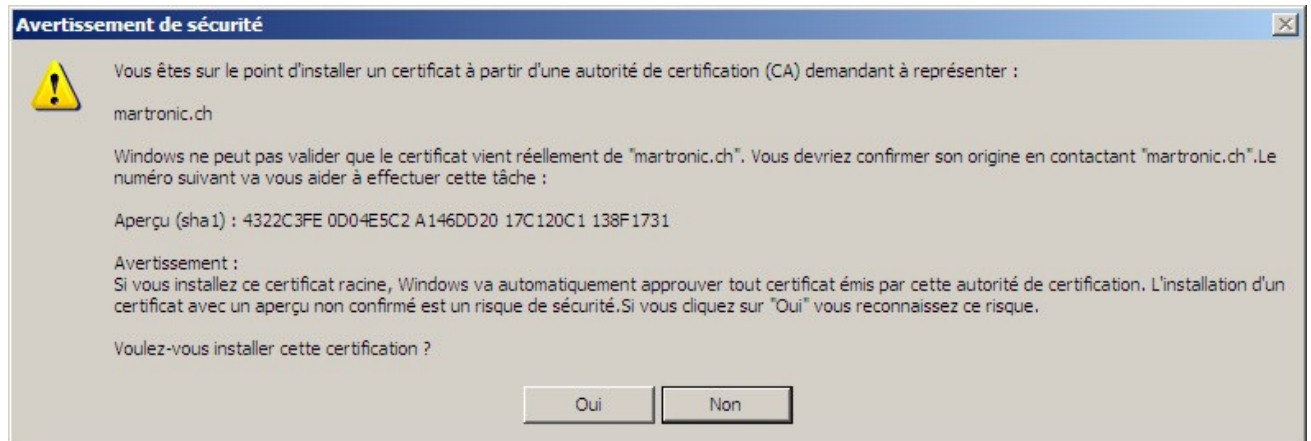 Avertissement de sécurité
Vous êtes sur le point d'installer un certificat à partir d'une autorité de certification (CA) demandant à représenter :
martronic.ch
Windows ne peut pas valider que le certificat vient réellement de "martronic.ch". Vous devriez confirmer son origine en contactant "martronic.ch".Le
numéro suivant va vous aider à effectuer cette tâche :
Aperçu (sha1) : 4322C3FE 0D04E5C2 A146DD20 17C120C1 138F1731
Avertissement :
Si vous installez ce certificat racine, Windows va automatiquement approuver tout certificat émis par cette autorité de certification. L'installation d'un
certificat avec un aperçu non confirmé est un risque de sécurité.Si vous cliquez sur "Oui" vous reconnaissez ce risque.
Voulez-vous installer cette certification ?
Oui
Non